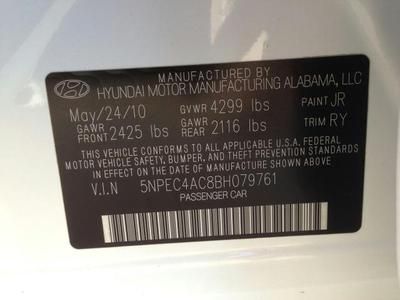 MANUFACTURED BY
HYUNDAI MOTOR MANUFACTURING ALABAMA, LLC
May/24/10 GVWR 4299 lbs PAINT JR
GAWR FRONT 2425 lbs GAWR REAR 2116 lbs TRIM RY
THIS VEHICLE CONFORMS TO ALL APPLICABLE FEDERAL
MOTOR VEHICLE SAFETY, BUMPER, AND THEFT PREVENTION
STANDARDS IN EFFECT ON THE DATE OF MANUFACTURE SHOWN ABOVE.
V.I.N 5NPEC4AC8BH079761
PASSENGER CAR